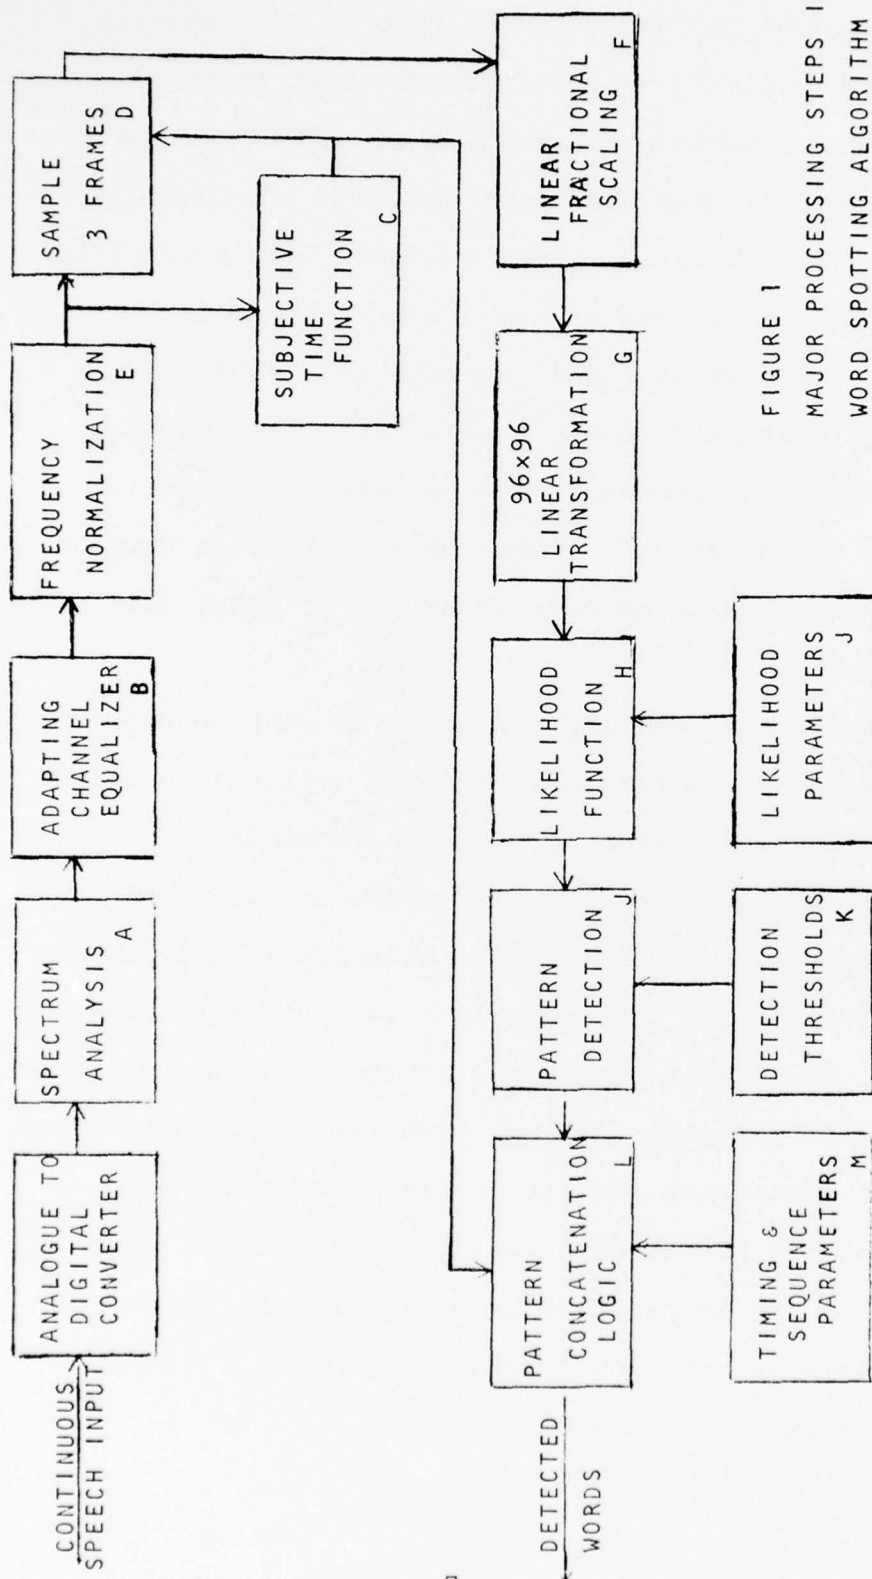 CONTINUOUS
SPEECH INPUT
ANALOGUE TO
DIGITAL
CONVERTER
SPECTRUM
ANALYSIS
A
ADAPTING
CHANNEL
EQUALIZER
B
FREQUENCY
NORMALIZATION
E
SAMPLE
3 FRAMES
D
SUBJECTIVE
TIME
FUNCTION
C
LINEAR
FRACTIONAL
SCALING
F
96x96
LINEAR
TRANSFORMATION
G
LIKELIHOOD
FUNCTION
H
LIKELIHOOD
PARAMETERS
J
PATTERN
DETECTION
J
DETECTION
THRESHOLDS
K
PATTERN
CONCATENATION
LOGIC
L
TIMING &
SEQUENCE
PARAMETERS
M
DETECTED
WORDS
FIGURE 1
MAJOR PROCESSING STEPS I
WORD SPOTTING ALGORITHM